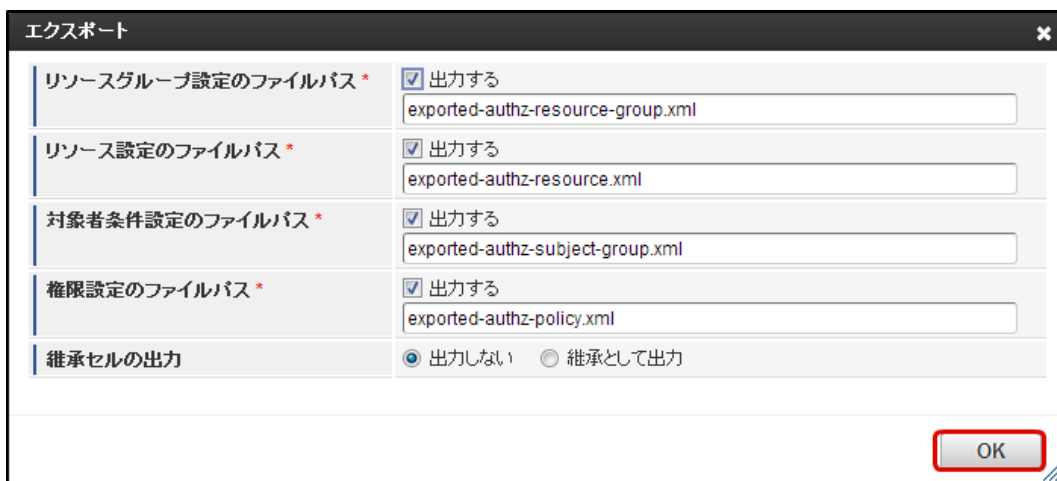 エクスポート
リソースグループ設定のファイルパス *
出力する
exported-authz-resource-group.xml
リソース設定のファイルパス *
出力する
exported-authz-resource.xml
対象者条件設定のファイルパス *
出力する
exported-authz-subject-group.xml
権限設定のファイルパス *
出力する
exported-authz-policy.xml
継承セルの出力
出力しない 継承として出力
OK